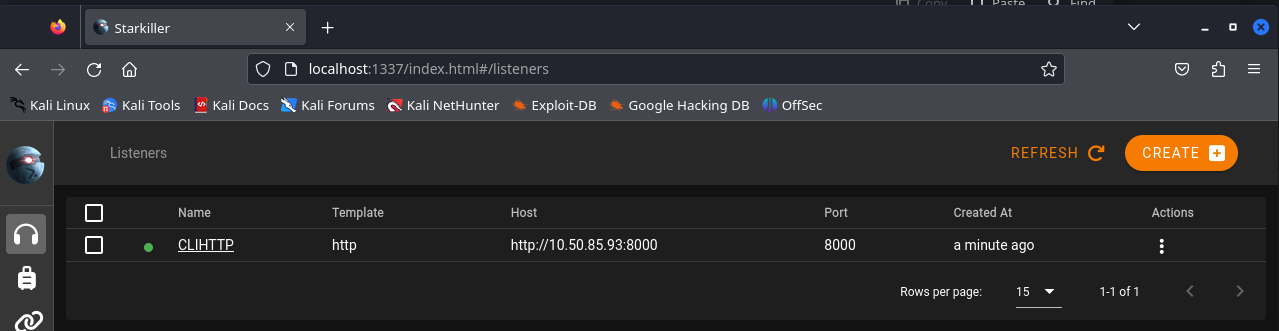 Copy Paste Find
Starkiller
localhost:1337/index.html#/listeners
Kali Linux Kali Tools Kali Docs Kali Forums Kali NetHunter Exploit-DB Google Hacking DB OffSec
Listeners REFRESH CREATE
Name Template Host Port Created At Actions
CLIHTTP http http://10.50.85.93:8000 8000 a minute ago
Rows per page: 15 1-1 of 1